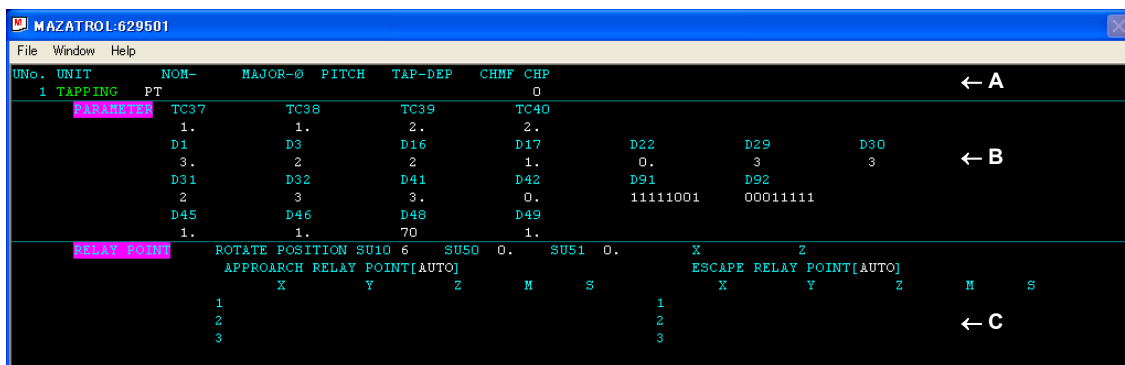 MAZATROL:629501
File Window Help
UNo. UNIT NOM- MAJOR-Ø PITCH TAP-DEP CHMF CHP
1 TAPPING PT 0
← A
PARAMETER TC37 TC38 TC39 TC40
1. 1. 2. 2.
D1 D3 D16 D17 D22 D29 D30
3. 2 2 1. 0. 3 3
← B
D31 D32 D41 D42 D91 D92
2 3 3. 0. 11111001 00011111
D45 D46 D48 D49
1. 1. 70 1.
RELAY POINT ROTATE POSITION SU10 6 SU50 0. SU51 0. X Z
APPROARCH RELAY POINT[AUTO] ESCAPE RELAY POINT[AUTO]
X Y Z M S X Y Z M S
1 1
2 2
← C
3 3